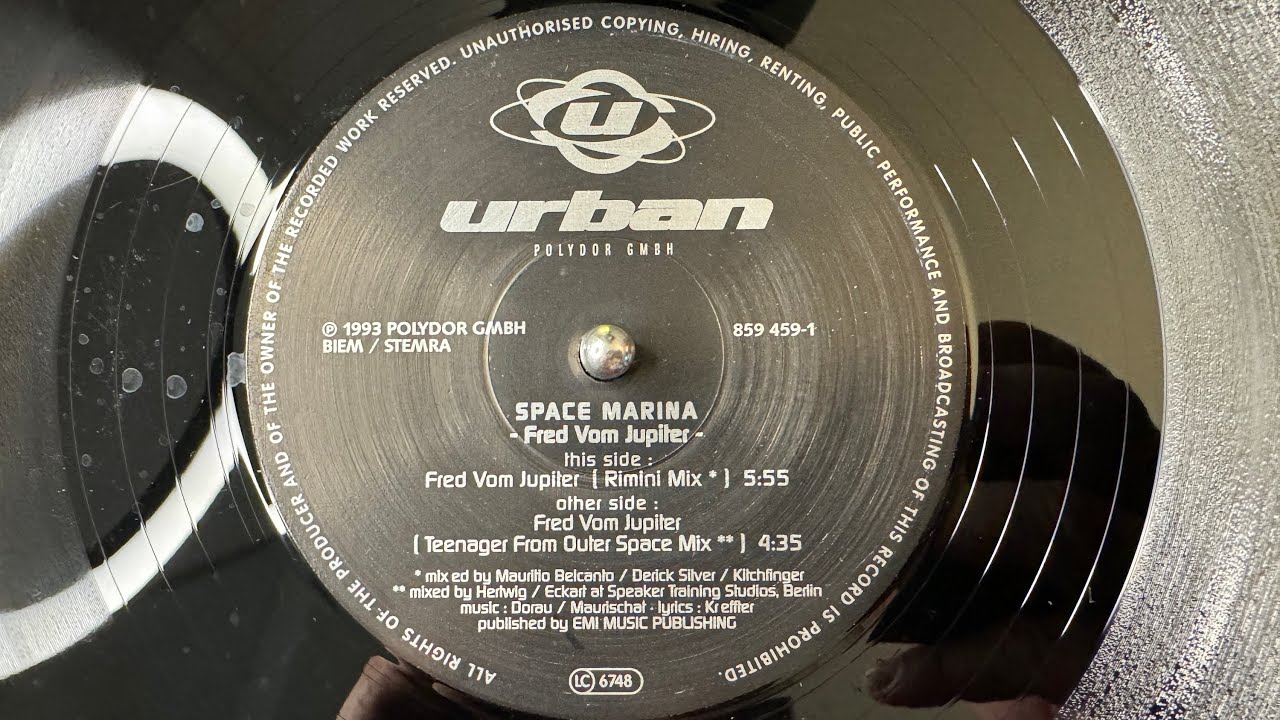 ALL RIGHTS OF THE PRODUCER AND OF THE OWNER OF THE RECORDED WORK RESERVED. UNAUTHORISED COPYING, HIRING, RENTING, PUBLIC PERFORMANCE AND BROADCASTING OF THIS RECORD IS PROHIBITED.
u
urban
POLYDOR GMBH
℗ 1993 POLYDOR GMBH
BIEM / STEMRA
859 459-1
SPACE MARINA
- Fred Vom Jupiter -
this side :
Fred Vom Jupiter ( Rimini Mix * ) 5:55
other side :
Fred Vom Jupiter
( Teenager From Outer Space Mix ** ) 4:35
* mixed by Mauritio Belcanto / Derick Silver / Kitchfinger
** mixed by Hertwig / Eckart at Speaker Training Studios, Berlin
music : Dorau / Maurischat - lyrics : Kreffter
published by EMI MUSIC PUBLISHING
LC 6748